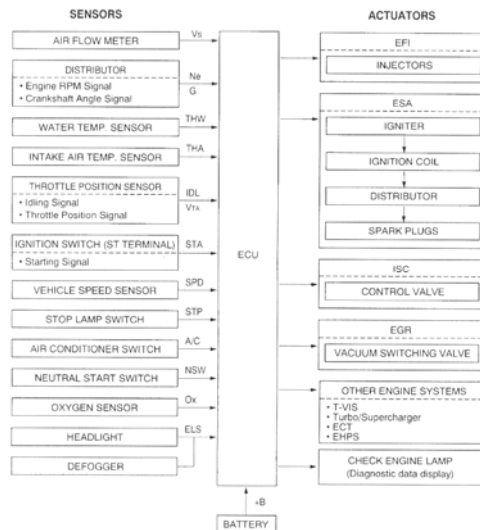 SENSORS
AIR FLOW METER
Vs
DISTRIBUTOR
• Engine RPM Signal
• Crankshaft Angle Signal
Ne
G
WATER TEMP. SENSOR
THW
INTAKE AIR TEMP. SENSOR
THA
THROTTLE POSITION SENSOR
• Idling Signal
• Throttle Position Signal
IDL
VTA
IGNITION SWITCH (ST TERMINAL)
• Starting Signal
STA
VEHICLE SPEED SENSOR
SPD
STOP LAMP SWITCH
STP
AIR CONDITIONER SWITCH
A/C
NEUTRAL START SWITCH
NSW
OXYGEN SENSOR
Ox
HEADLIGHT
ELS
DEFOGGER
ECU
+B
BATTERY
ACTUATORS
EFI
INJECTORS
ESA
IGNITER
IGNITION COIL
DISTRIBUTOR
SPARK PLUGS
ISC
CONTROL VALVE
EGR
VACUUM SWITCHING VALVE
OTHER ENGINE SYSTEMS
• T-VIS
• Turbo/Supercharger
• ECT
• EHPS
CHECK ENGINE LAMP
(Diagnostic data display)